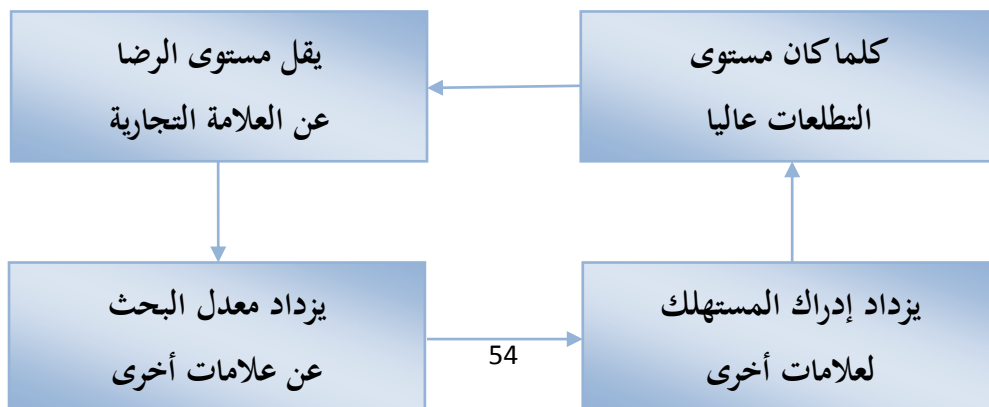 كلما كان مستوى
التطلعات عاليا
يقل مستوى الرضا
عن العلامة التجارية
يزداد معدل البحث
عن علامات أخرى
54
يزداد إدراك المستهلك
لعلامات أخرى